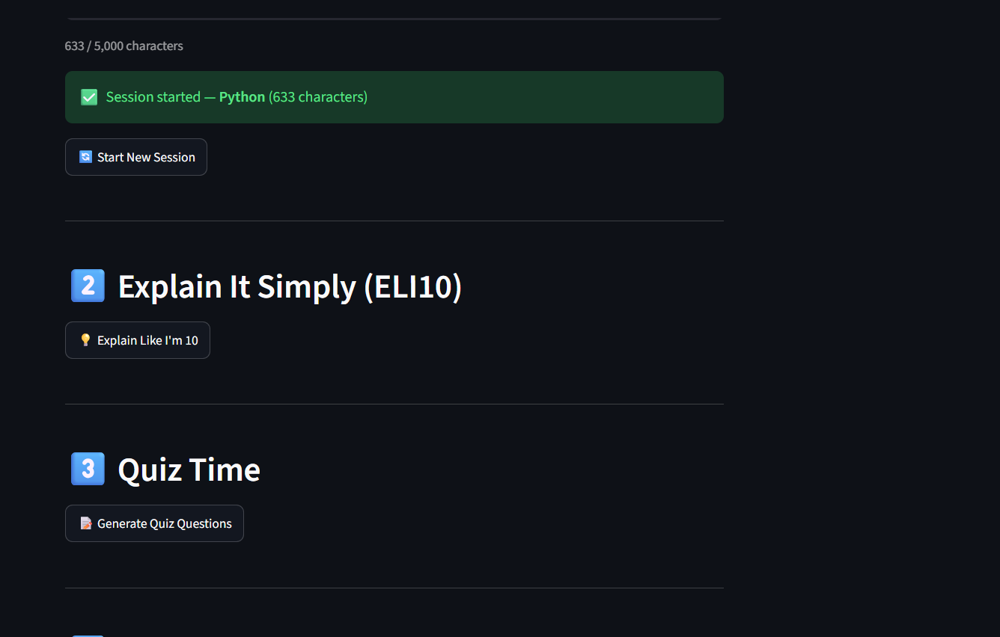 633 / 5,000 characters
✅ Session started — Python (633 characters)
🔄 Start New Session
2️⃣ Explain It Simply (ELI10)
💡 Explain Like I'm 10
3️⃣ Quiz Time
📝 Generate Quiz Questions